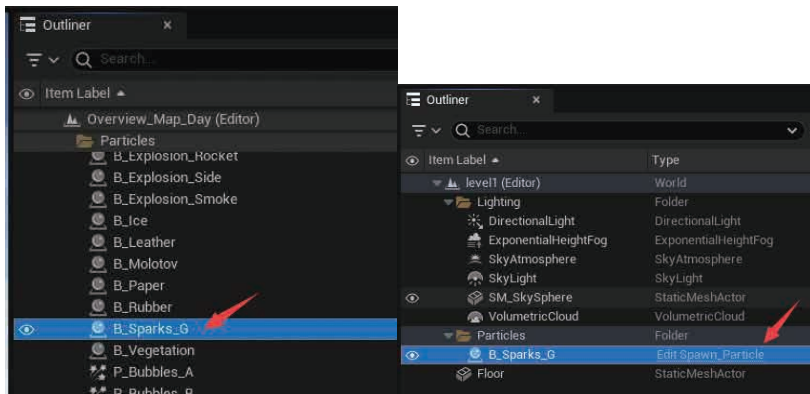 Outliner
Search...
Item Label
Overview_Map_Day (Editor)
Particles
B_Explosion_Rocket
B_Explosion_Side
B_Explosion_Smoke
B_Ice
B_Leather
B_Molotov
B_Paper
B_Rubber
B_Sparks_G
B_Vegetation
P_Bubbles_A
P_Bubbles_B
Outliner
Search...
Item Label Type
level1 (Editor) World
Lighting Folder
DirectionalLight DirectionalLight
ExponentialHeightFog ExponentialHeightFog
SkyAtmosphere SkyAtmosphere
SkyLight SkyLight
SM_SkySphere StaticMeshActor
VolumetricCloud VolumetricCloud
Particles Folder
B_Sparks_G Edit Spawn_Particle
Floor StaticMeshActor